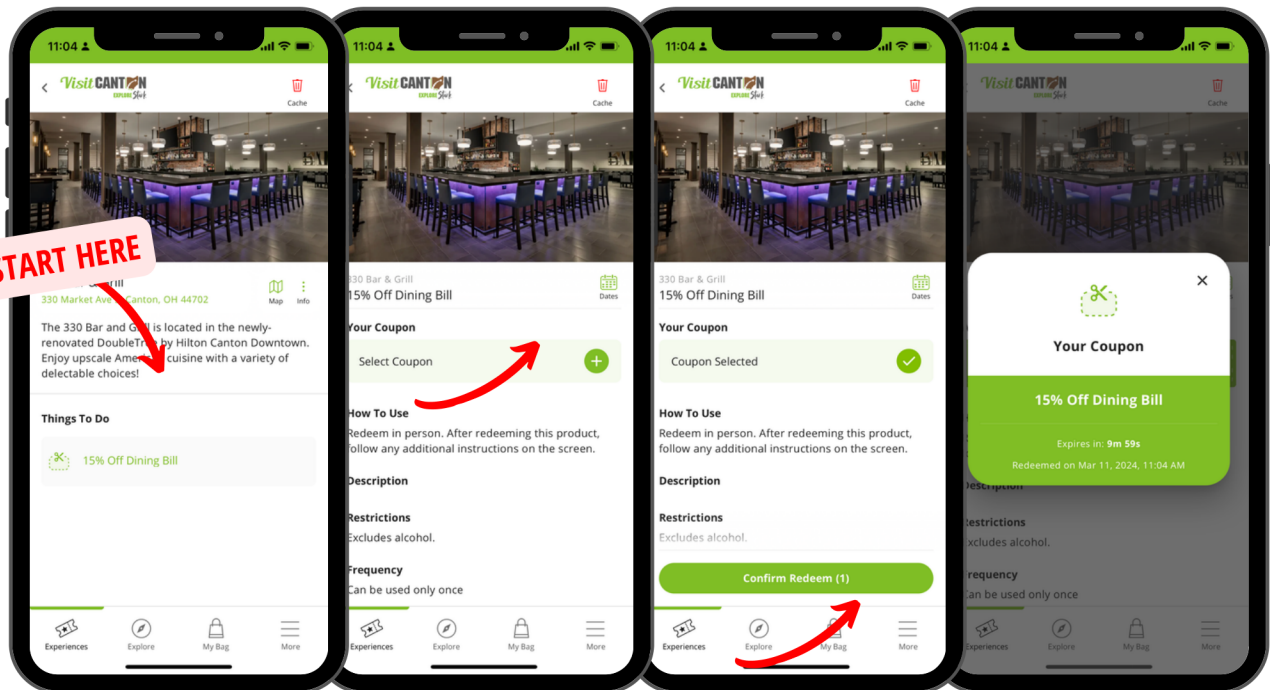 11:04
Visit CANTON
EXPLORE Stark
Cache
START HERE
330 Market Ave
Canton, OH 44702
Map
Info
The 330 Bar and Grill is located in the newly-
renovated DoubleTree by Hilton Canton Downtown.
Enjoy upscale American cuisine with a variety of
delectable choices!
Things To Do
15% Off Dining Bill
Experiences
Explore
My Bag
More
11:04
Visit CANTON
EXPLORE Stark
Cache
330 Bar & Grill
15% Off Dining Bill
Dates
Your Coupon
Select Coupon
How To Use
Redeem in person. After redeeming this product,
follow any additional instructions on the screen.
Description
Restrictions
Excludes alcohol.
Frequency
Can be used only once
Experiences
Explore
My Bag
More
11:04
Visit CANTON
EXPLORE Stark
Cache
330 Bar & Grill
15% Off Dining Bill
Dates
Your Coupon
Coupon Selected
How To Use
Redeem in person. After redeeming this product,
follow any additional instructions on the screen.
Description
Restrictions
Excludes alcohol.
Confirm Redeem (1)
Experiences
Explore
My Bag
More
11:04
Visit CANTON
EXPLORE Stark
Cache
Your Coupon
15% Off Dining Bill
Expires in: 9m 59s
Redeemed on Mar 11, 2024, 11:04 AM
Description
Restrictions
Excludes alcohol.
Frequency
Can be used only once
Experiences
Explore
My Bag
More